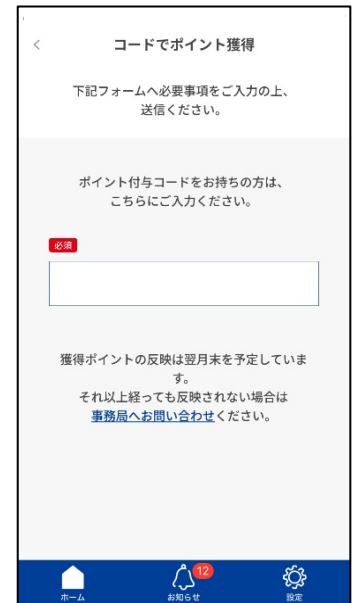 コードでポイント獲得
下記フォームへ必要事項をご入力の上、
送信ください。
ポイント付与コードをお持ちの方は、
こちらにご入力ください。
必須
獲得ポイントの反映は翌月末を予定していま
す。
それ以上経っても反映されない場合は
事務局へお問い合わせください。
12
ホーム お知らせ 設定